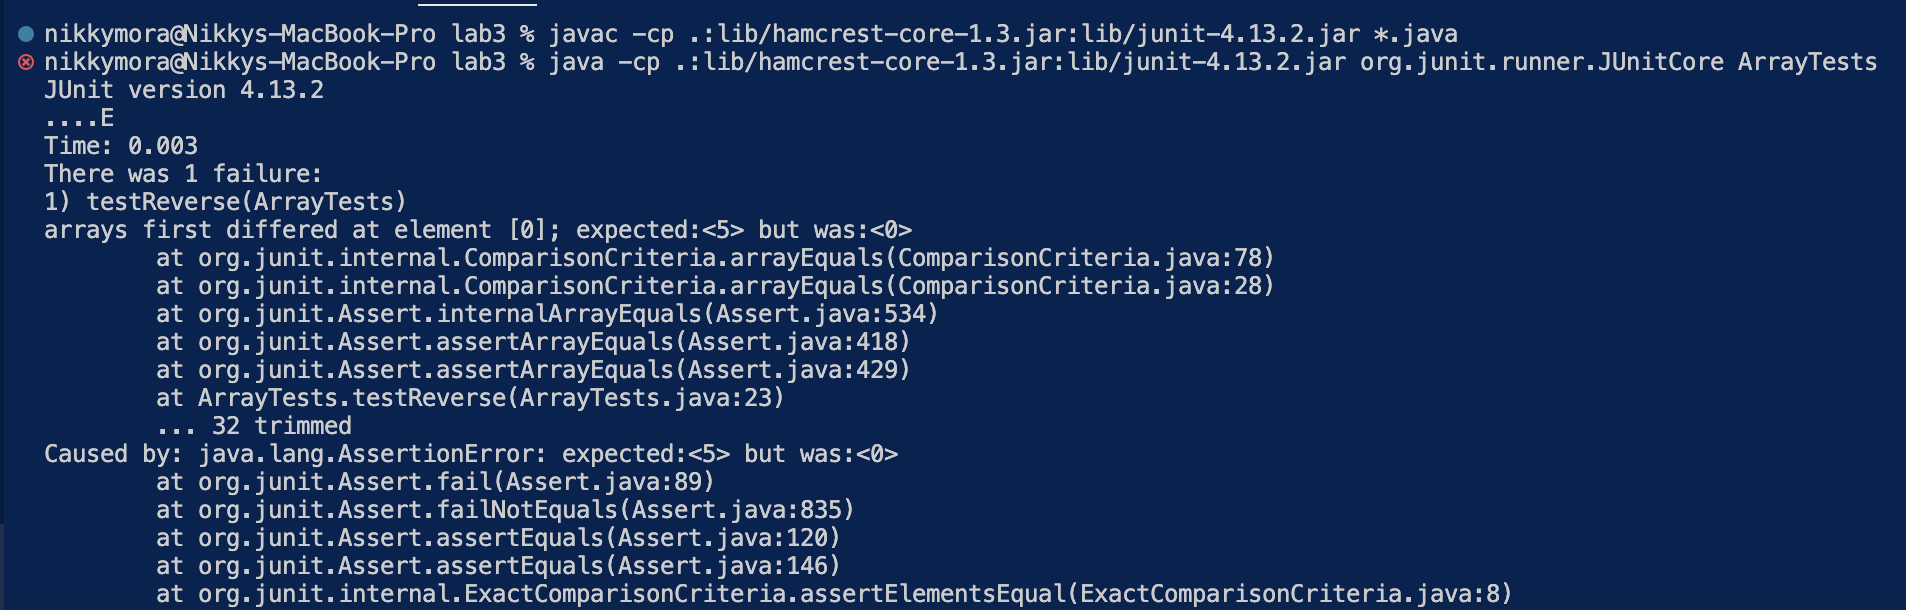 nikkymora@Nikkys-MacBook-Pro lab3 % javac -cp .:lib/hamcrest-core-1.3.jar:lib/junit-4.13.2.jar *.java
nikkymora@Nikkys-MacBook-Pro lab3 % java -cp .:lib/hamcrest-core-1.3.jar:lib/junit-4.13.2.jar org.junit.runner.JUnitCore ArrayTests
JUnit version 4.13.2
....E
Time: 0.003
There was 1 failure:
1) testReverse(ArrayTests)
arrays first differed at element [0]; expected:<5> but was:<0>
        at org.junit.internal.ComparisonCriteria.arrayEquals(ComparisonCriteria.java:78)
        at org.junit.internal.ComparisonCriteria.arrayEquals(ComparisonCriteria.java:28)
        at org.junit.Assert.internalArrayEquals(Assert.java:534)
        at org.junit.Assert.assertArrayEquals(Assert.java:418)
        at org.junit.Assert.assertArrayEquals(Assert.java:429)
        at ArrayTests.testReverse(ArrayTests.java:23)
        ... 32 trimmed
Caused by: java.lang.AssertionError: expected:<5> but was:<0>
        at org.junit.Assert.fail(Assert.java:89)
        at org.junit.Assert.failNotEquals(Assert.java:835)
        at org.junit.Assert.assertEquals(Assert.java:120)
        at org.junit.Assert.assertEquals(Assert.java:146)
        at org.junit.internal.ExactComparisonCriteria.assertElementsEqual(ExactComparisonCriteria.java:8)